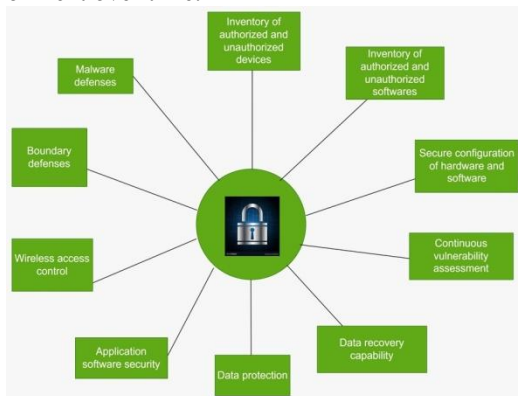 Inventory of
authorized and
unauthorized
devices
Inventory of
authorized and
unauthorized
softwares
Secure configuration
of hardware and
software
Continuous
vulnerability
assessment
Data recovery
capability
Data protection
Application
software security
Wireless access
control
Boundary
defenses
Malware
defenses